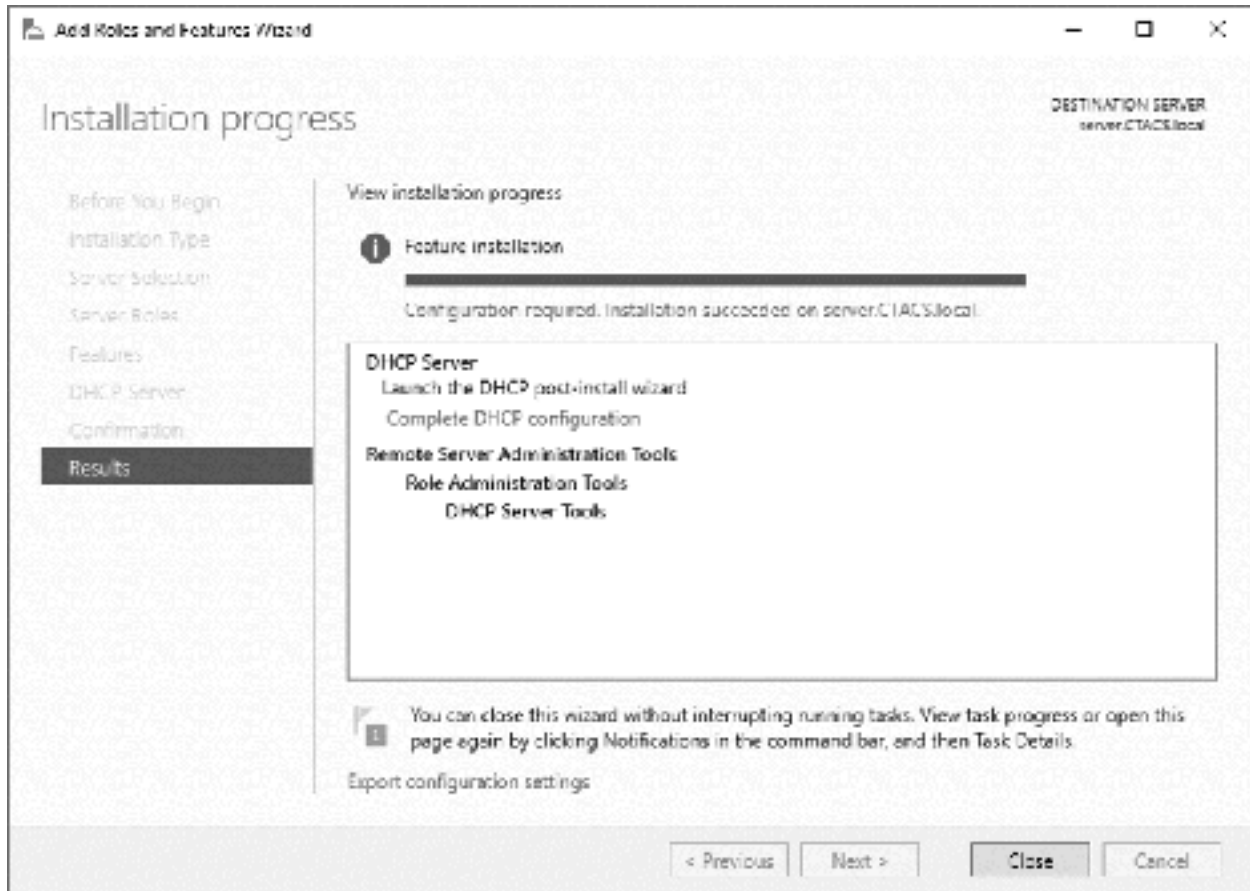 Add Roles and Features Wizard
Installation progress
DESTINATION SERVER
server.CTACS.local
Before You Begin
Installation Type
Server Selection
Server Roles
Features
DHCP Server
Confirmation
Results
View installation progress
Feature installation
Configuration required. Installation succeeded on server.CTACS.local.
DHCP Server
Launch the DHCP post-install wizard
Complete DHCP configuration
Remote Server Administration Tools
Role Administration Tools
DHCP Server Tools
You can close this wizard without interrupting running tasks. View task progress or open this
page again by clicking Notifications in the command bar, and then Task Details.
Export configuration settings
< Previous
Next >
Close
Cancel